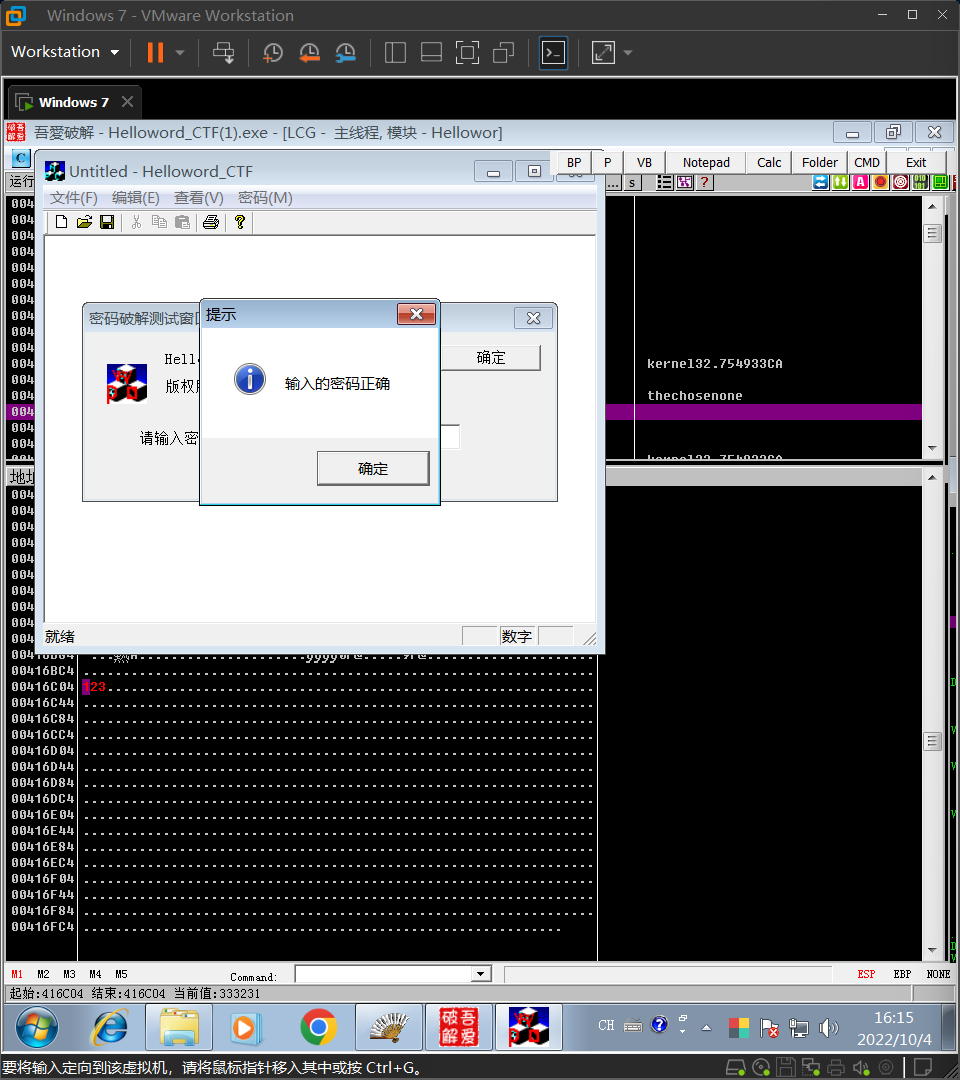 Windows 7 - VMware Workstation
Workstation
Windows 7
吾愛破解 - Helloword_CTF(1).exe - [LCG - 主线程, 模块 - Hellowor]
C
Untitled - Helloword_CTF
BP P VB Notepad Calc Folder CMD Exit
运行
文件(F) 编辑(E) 查看(V) 密码(M)
... s
密码破解测试窗
提示
Hell
确定
版权
输入的密码正确
请输入密
确定
kernel32.754933CA
thechosenone
kernel32.754933CA
就绪
数字
00416BC4
00416C04 123
00416C44
00416C84
00416CC4
00416D04
00416D44
00416D84
00416DC4
00416E04
00416E44
00416E84
00416EC4
00416F04
00416F44
00416F84
00416FC4
M1 M2 M3 M4 M5 Command: ESP EBP NONE
起始:416C04 结束:416C04 当前值:333231
CH
16:15
2022/10/4
要将输入定向到该虚拟机，请将鼠标指针移入其中或按 Ctrl+G。